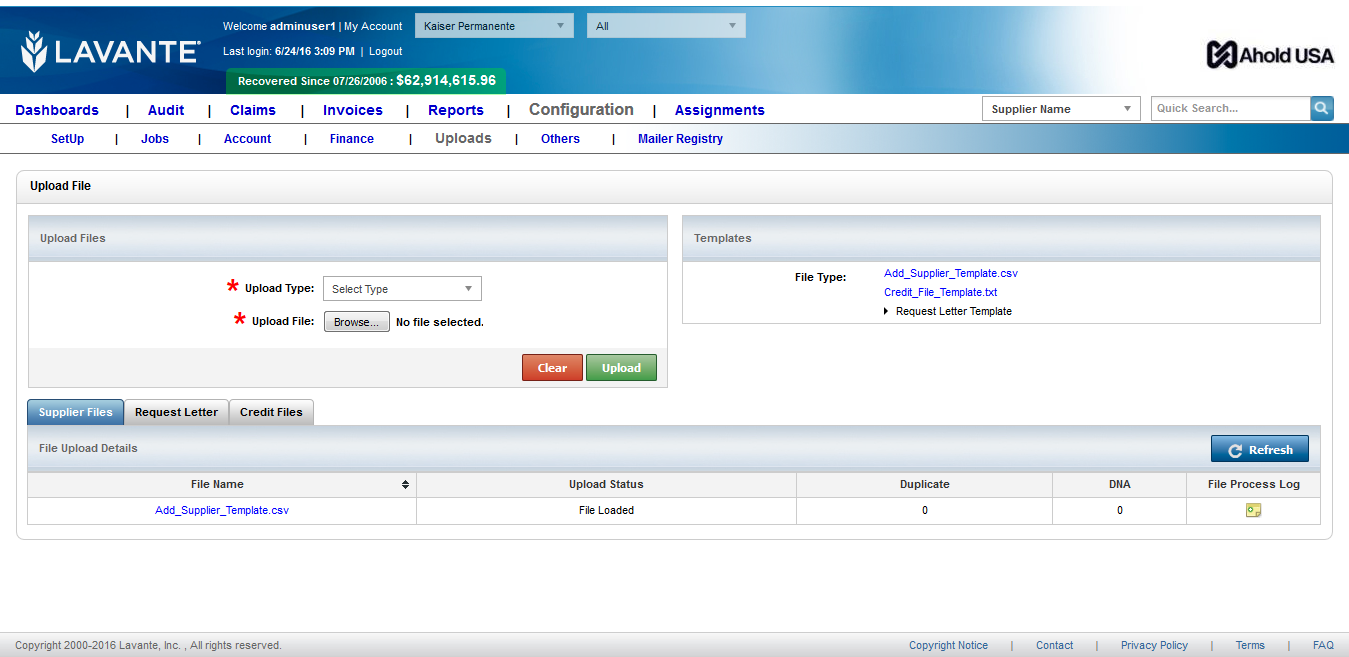 LAVANTE®
Welcome adminuser1 | My Account
Kaiser Permanente
All
Last login: 6/24/16 3:09 PM | Logout
Recovered Since 07/26/2006 : $62,914,615.96
Ahold USA
Dashboards | Audit | Claims | Invoices | Reports | Configuration | Assignments
Supplier Name
Quick Search...
SetUp | Jobs | Account | Finance | Uploads | Others | Mailer Registry
Upload File
Upload Files
* Upload Type: Select Type
* Upload File: Browse... No file selected.
Clear Upload
Templates
File Type: Add_Supplier_Template.csv
Credit_File_Template.txt
Request Letter Template
Supplier Files Request Letter Credit Files
File Upload Details
Refresh
File Name Upload Status Duplicate DNA File Process Log
Add_Supplier_Template.csv File Loaded 0 0
Copyright 2000-2016 Lavante, Inc. , All rights reserved.
Copyright Notice | Contact | Privacy Policy | Terms | FAQ